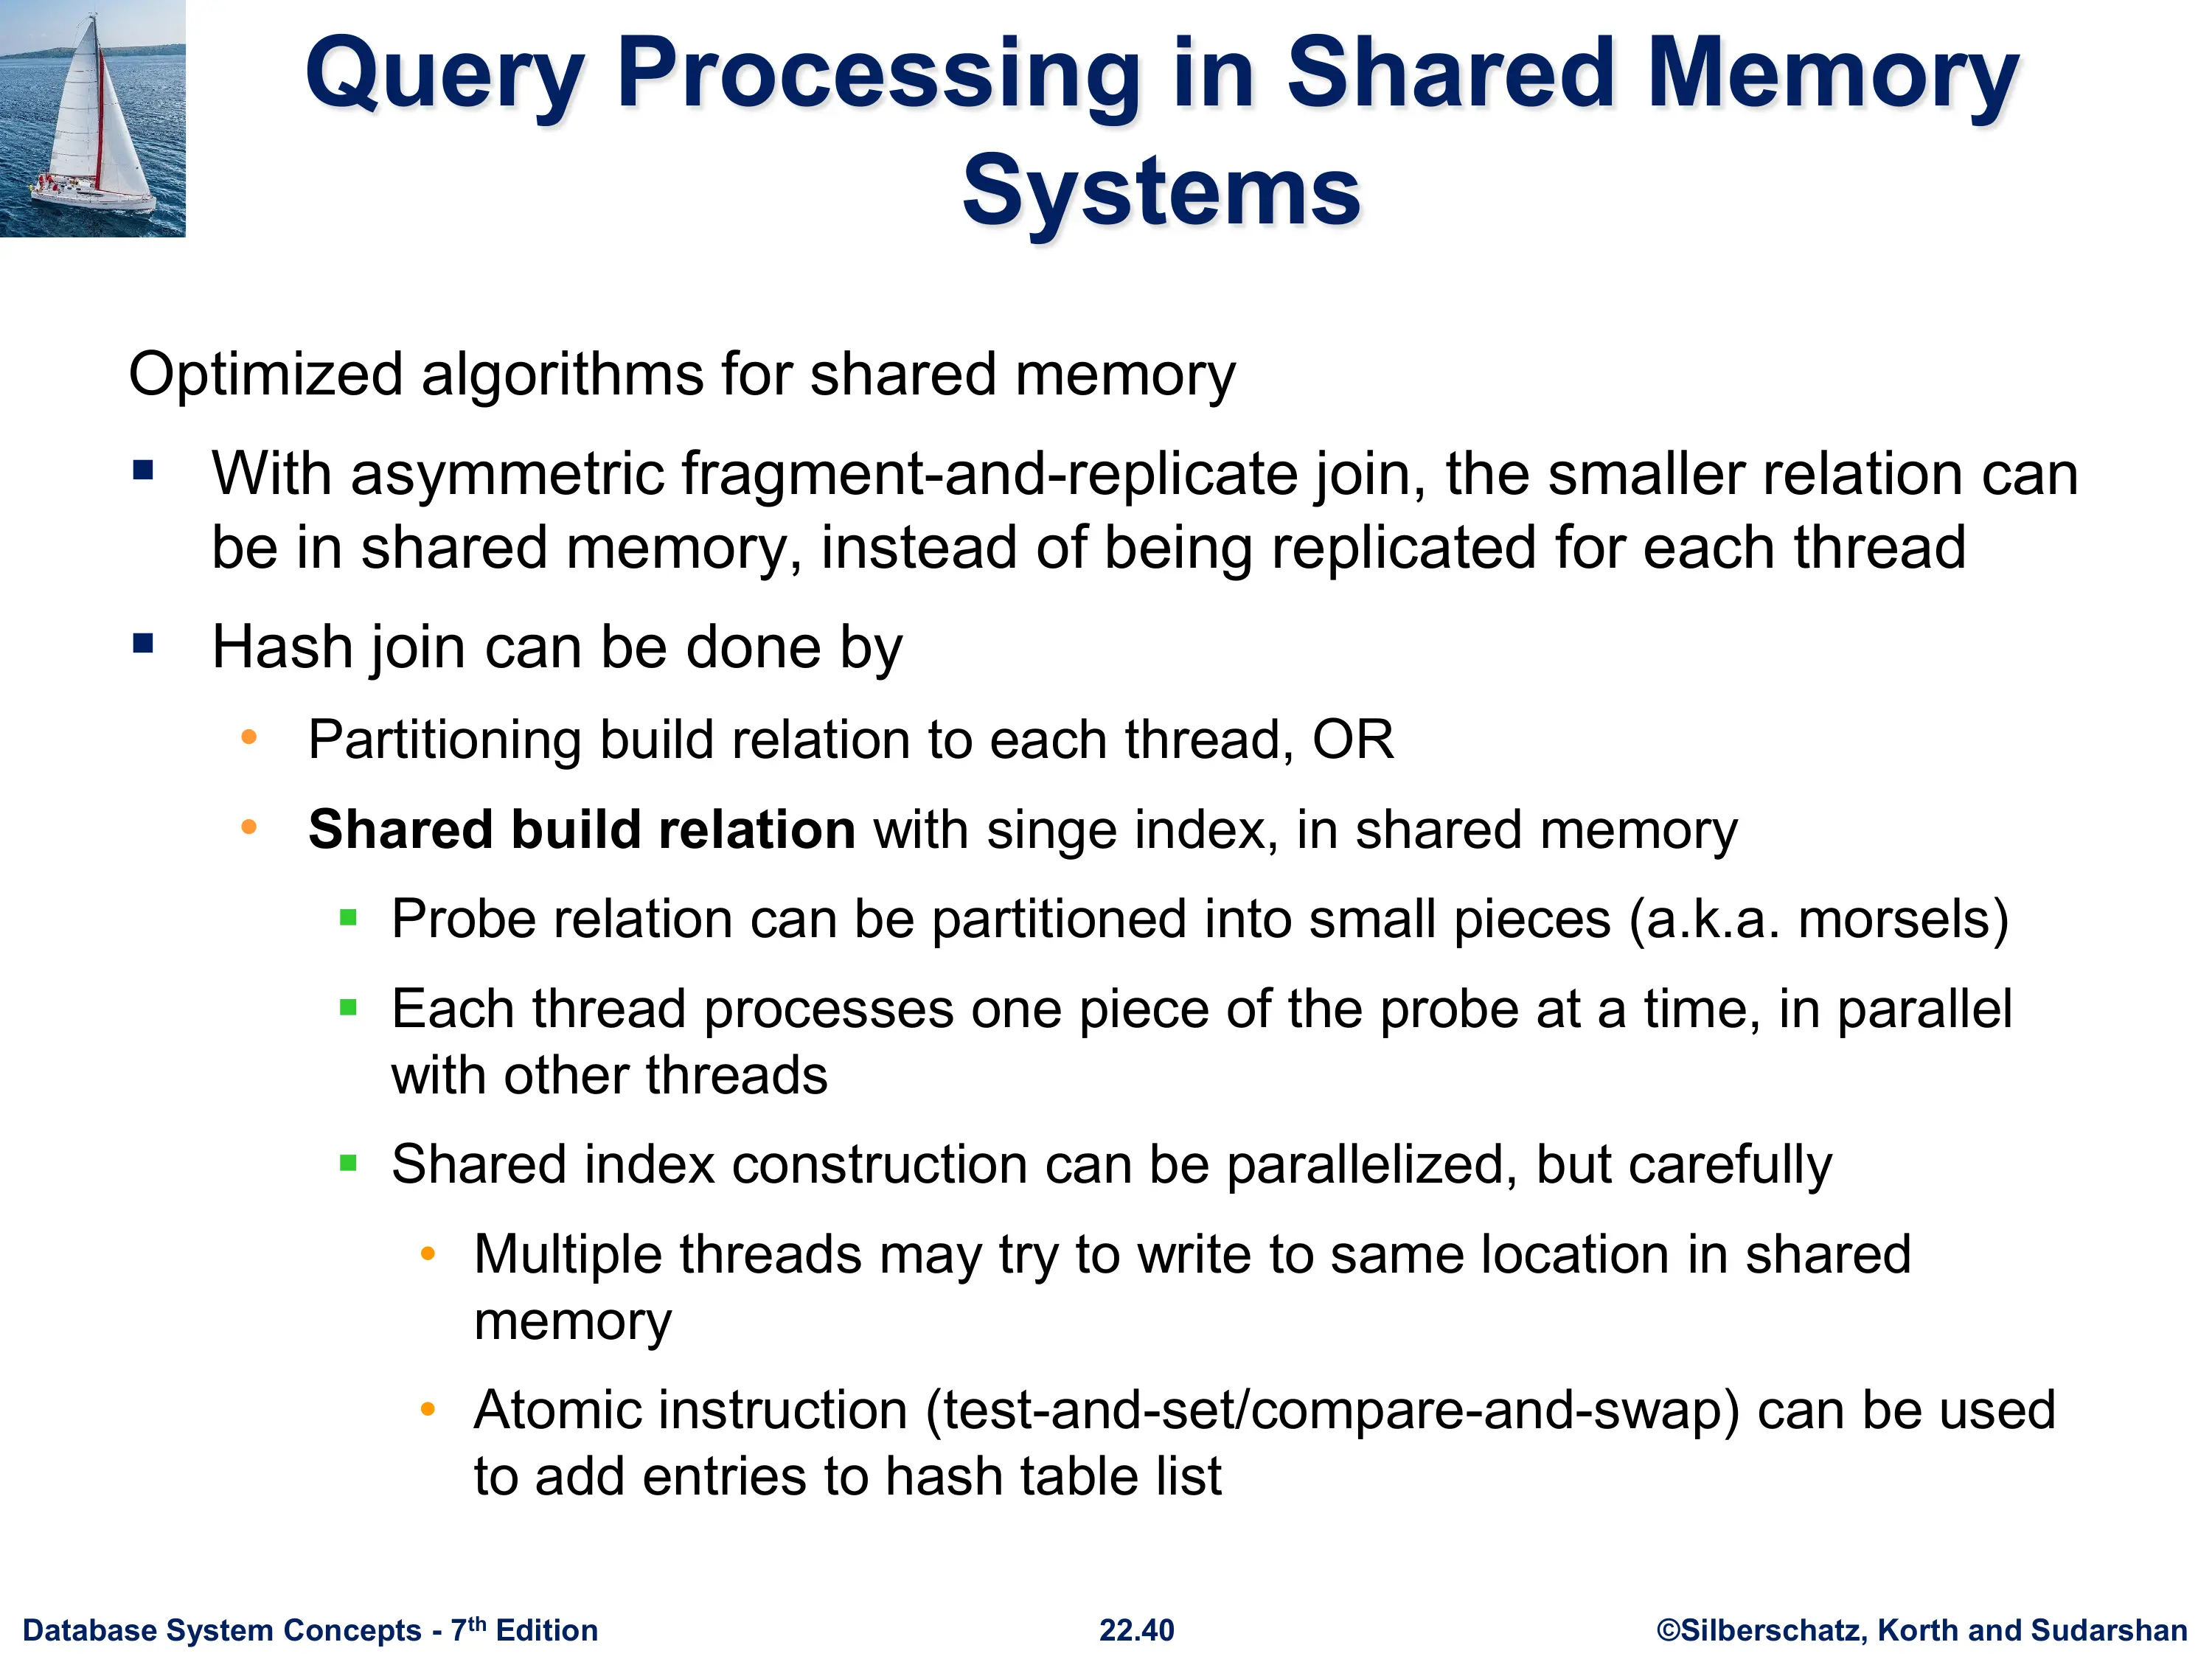 Query Processing in Shared Memory
Systems
Optimized algorithms for shared memory
▪ With asymmetric fragment-and-replicate join, the smaller relation can
be in shared memory, instead of being replicated for each thread
▪ Hash join can be done by
• Partitioning build relation to each thread, OR
• Shared build relation with singe index, in shared memory
▪ Probe relation can be partitioned into small pieces (a.k.a. morsels)
▪ Each thread processes one piece of the probe at a time, in parallel
with other threads
▪ Shared index construction can be parallelized, but carefully
• Multiple threads may try to write to same location in shared
memory
• Atomic instruction (test-and-set/compare-and-swap) can be used
to add entries to hash table list
Database System Concepts - 7th Edition
22.40
©Silberschatz, Korth and Sudarshan